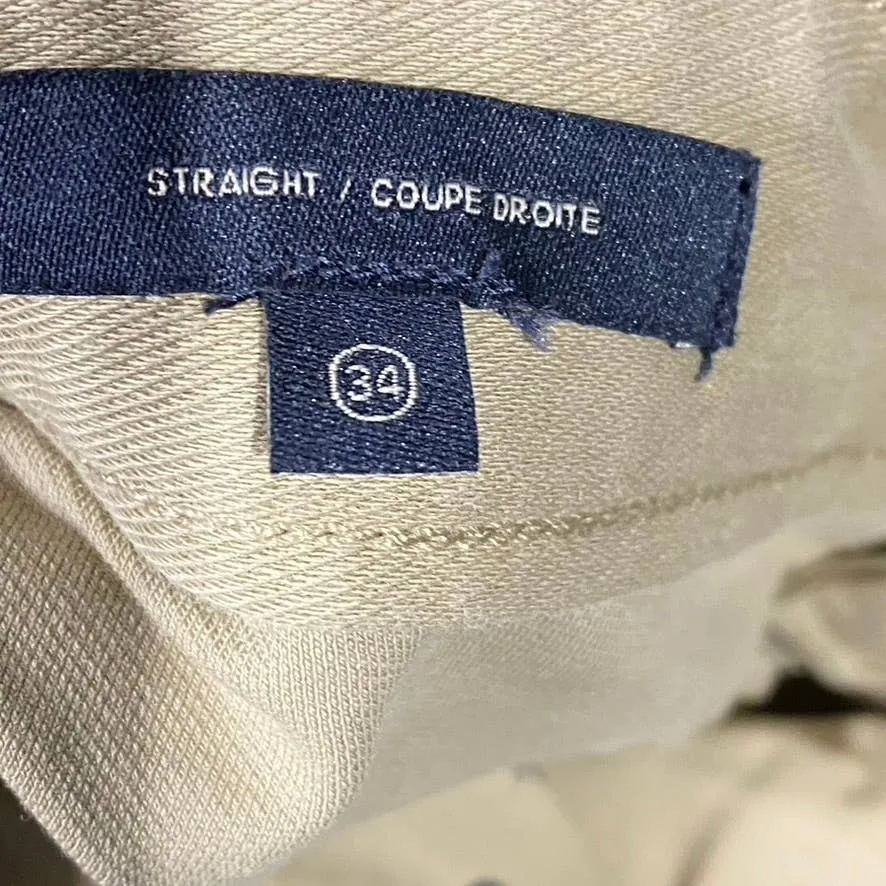 STRAIGHT / COUPE DROITE
34